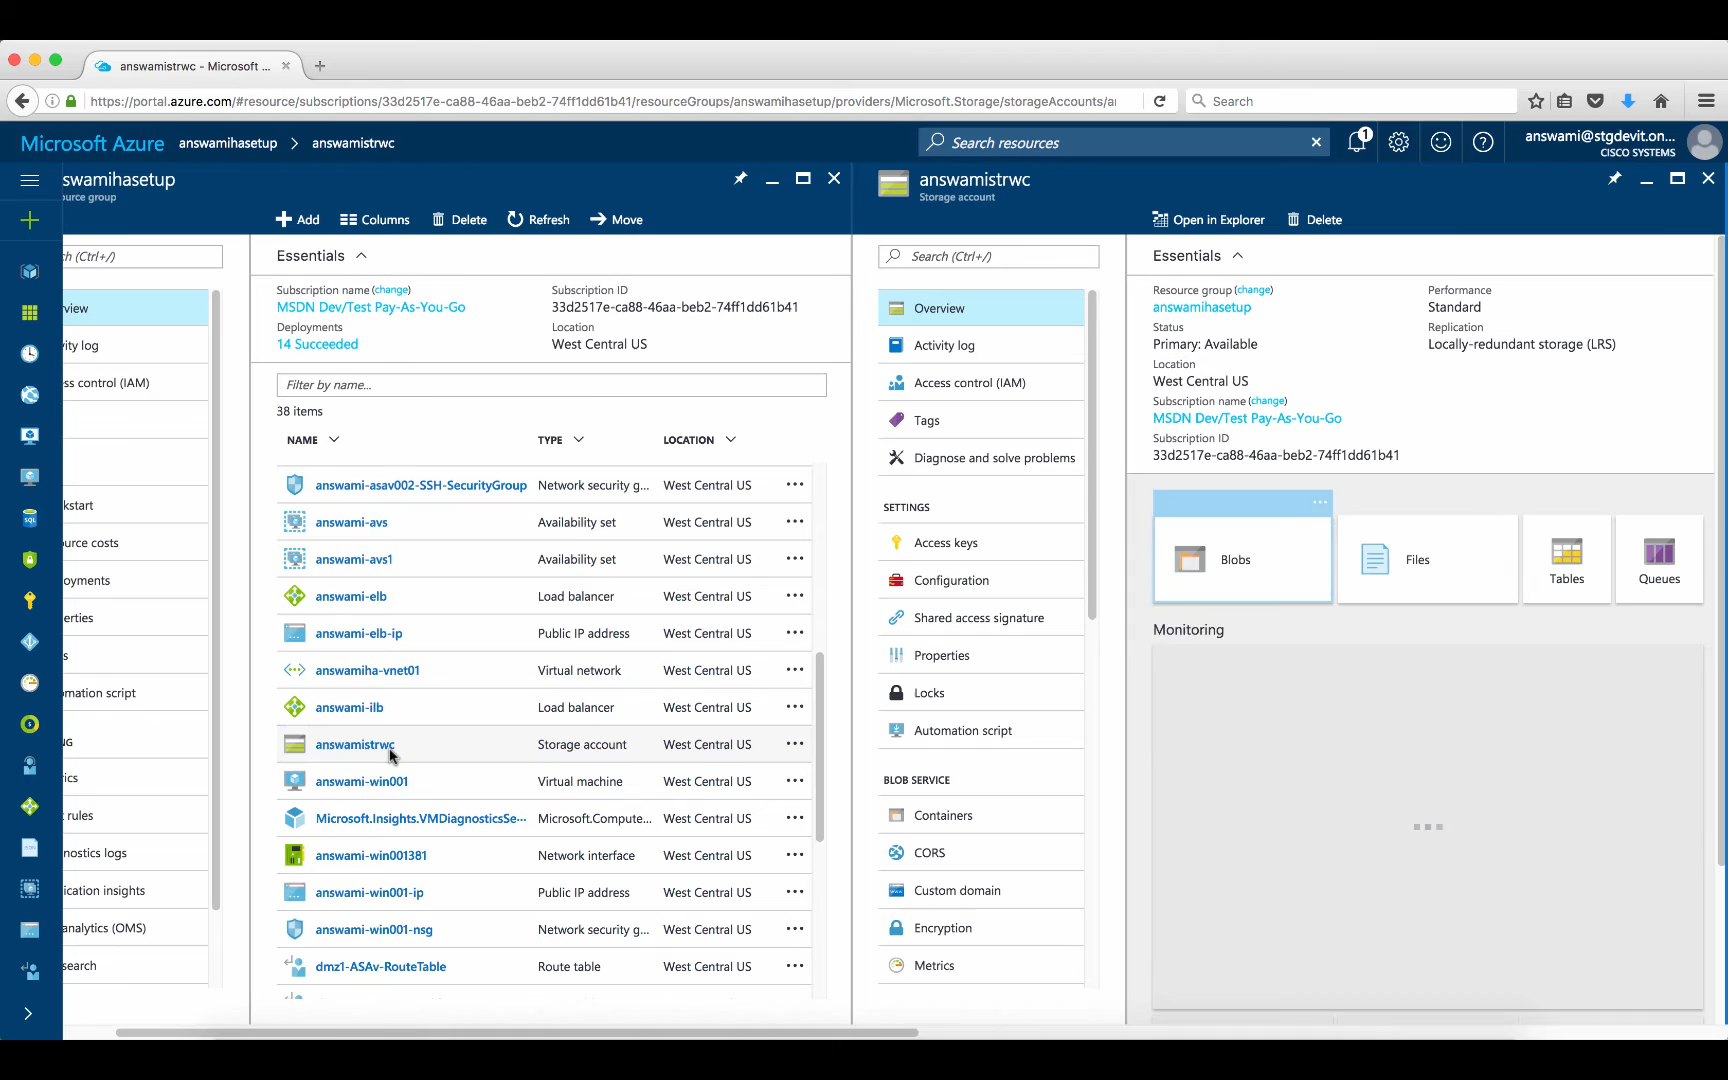 answamistrwc - Microsoft ...
https://portal.azure.com/#resource/subscriptions/33d2517e-ca88-46aa-beb2-74ff1dd61b41/resourceGroups/answamihasetup/providers/Microsoft.Storage/storageAccounts/ai
Search
Microsoft Azure
answamihasetup
answamistrwc
Search resources
1
answami@stgdevit.on...
CISCO SYSTEMS
swamihasetup
ource group
Add
Columns
Delete
Refresh
Move
ch (Ctrl+/)
rview
ity log
ss control (IAM)
kstart
urce costs
oyments
erties
s
mation script
NG
rics
t rules
nostics logs
ication insights
analytics (OMS)
search
SQL
Essentials
Subscription name (change)
MSDN Dev/Test Pay-As-You-Go
Deployments
14 Succeeded
Subscription ID
33d2517e-ca88-46aa-beb2-74ff1dd61b41
Location
West Central US
Filter by name...
38 items
NAME TYPE LOCATION
answami-asav002-SSH-SecurityGroup Network security g... West Central US
answami-avs Availability set West Central US
answami-avs1 Availability set West Central US
answami-elb Load balancer West Central US
answami-elb-ip Public IP address West Central US
answamiha-vnet01 Virtual network West Central US
answami-ilb Load balancer West Central US
answamistrwc Storage account West Central US
answami-win001 Virtual machine West Central US
Microsoft.Insights.VMDiagnosticsSe... Microsoft.Compute... West Central US
answami-win001381 Network interface West Central US
answami-win001-ip Public IP address West Central US
answami-win001-nsg Network security g... West Central US
dmz1-ASAv-RouteTable Route table West Central US
answamistrwc
Storage account
Open in Explorer
Delete
Search (Ctrl+/)
Overview
Activity log
Access control (IAM)
Tags
Diagnose and solve problems
SETTINGS
Access keys
Configuration
Shared access signature
Properties
Locks
Automation script
BLOB SERVICE
Containers
CORS
Custom domain
Encryption
Metrics
Essentials
Resource group (change)
answamihasetup
Status
Primary: Available
Location
West Central US
Subscription name (change)
MSDN Dev/Test Pay-As-You-Go
Subscription ID
33d2517e-ca88-46aa-beb2-74ff1dd61b41
Performance
Standard
Replication
Locally-redundant storage (LRS)
Blobs
Files
Tables
Queues
Monitoring